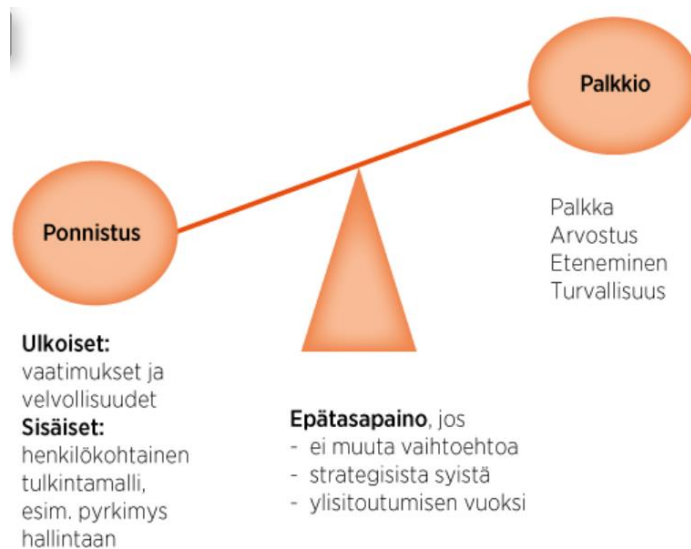 Palkkio
Palkka
Arvostus
Eteneminen
Turvallisuus
Ponnistus
Ulkoiset:
vaatimukset ja
velvollisuudet
Sisäiset:
henkilökohtainen
tulkintamalli,
esim. pyrkimys
hallintaan
Epätasapaino, jos
- ei muuta vaihtoehtoa
- strategisista syistä
- ylisitoutumisen vuoksi